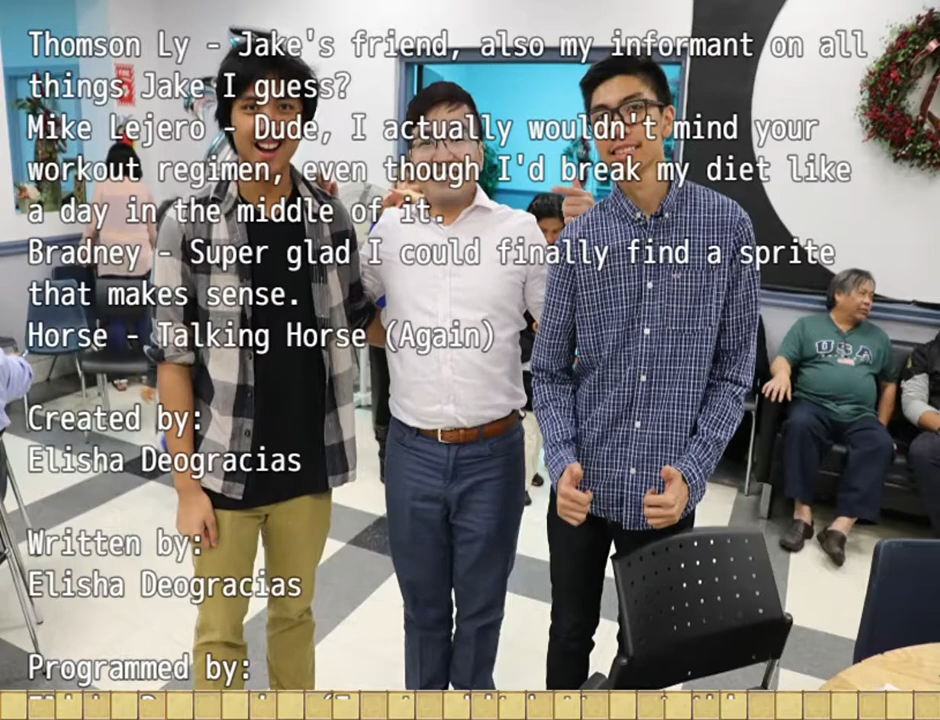 Thomson Ly - Jake's friend, also my informant on all
things Jake I guess?
Mike Lejero - Dude, I actually wouldn't mind your
workout regimen, even though I'd break my diet like
a day in the middle of it.
Bradney - Super glad I could finally find a sprite
that makes sense.
Horse - Talking Horse (Again)
Created by:
Elisha Deogracias
Written by:
Elisha Deogracias
Programmed by:
USA